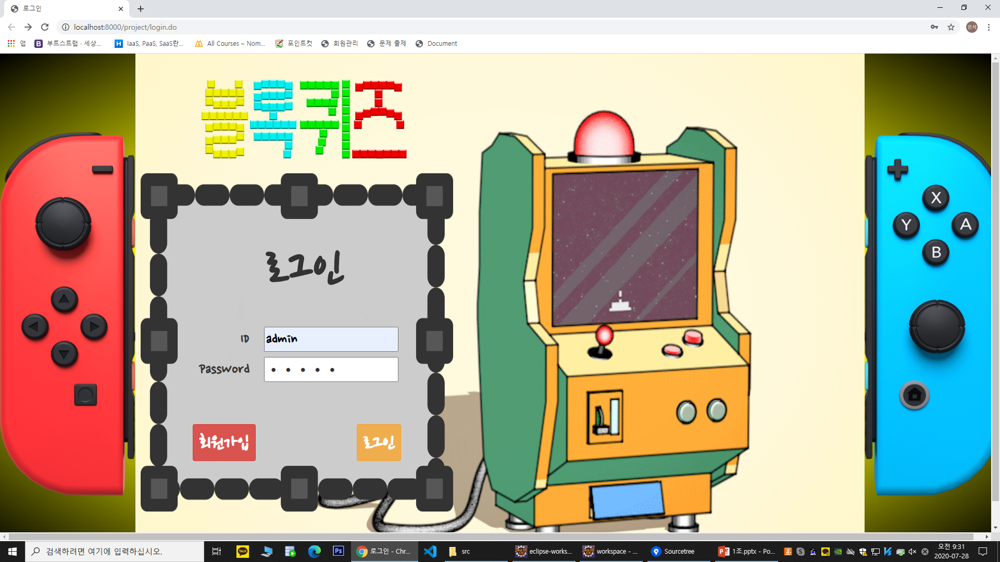 로그인
localhost:8000/project/login.do
은석
앱
부트스트랩 · 세상...
IaaS, PaaS, SaaS란...
All Courses – Nom...
포인트컷
회원관리
문제 출제
Document
블록퀴즈
로그인
ID
admin
Password
회원가입
로그인
X
Y
A
B
검색하려면 여기에 입력하십시오.
TALK
Ps
로그인 - Chr...
src
eclipse-works...
workspace - ...
Sourcetree
1조.pptx - Po...
오전 9:31
2020-07-28